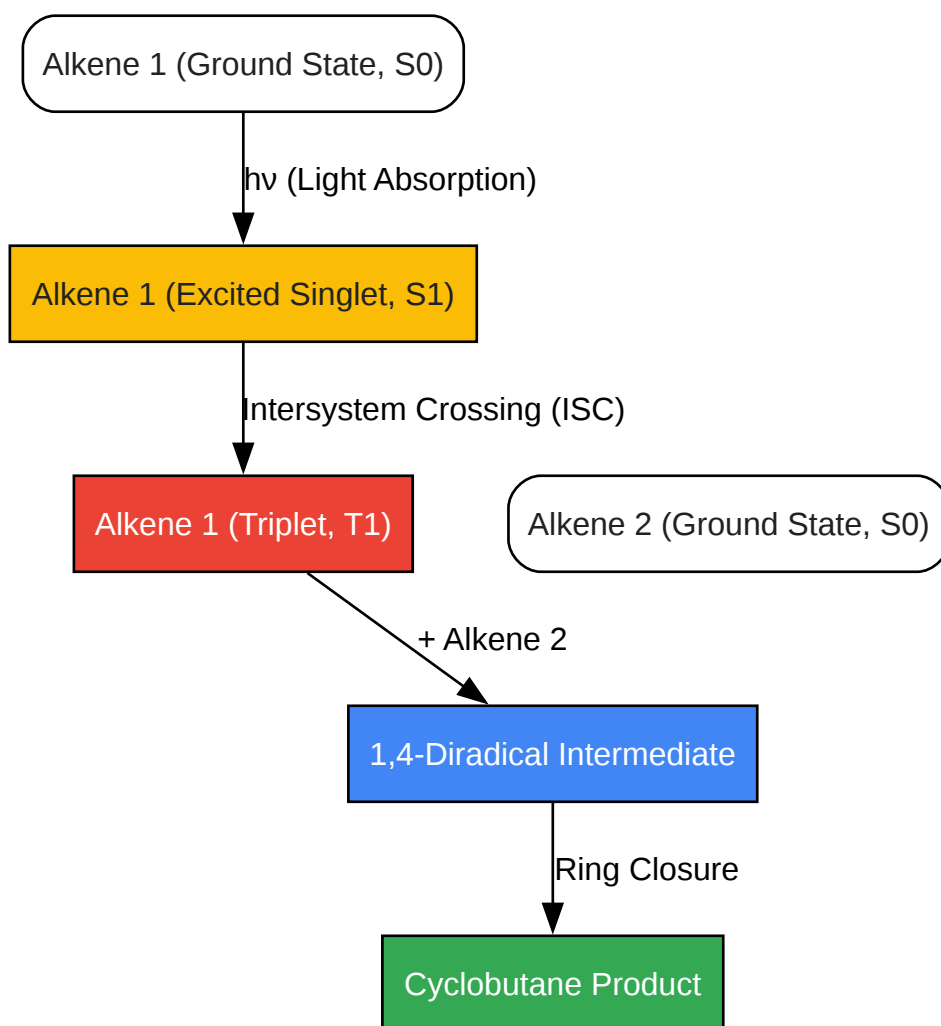 Alkene 1 (Ground State, S0)
hν (Light Absorption)
Alkene 1 (Excited Singlet, S1)
Intersystem Crossing (ISC)
Alkene 1 (Triplet, T1)
Alkene 2 (Ground State, S0)
+ Alkene 2
1,4-Diradical Intermediate
Ring Closure
Cyclobutane Product